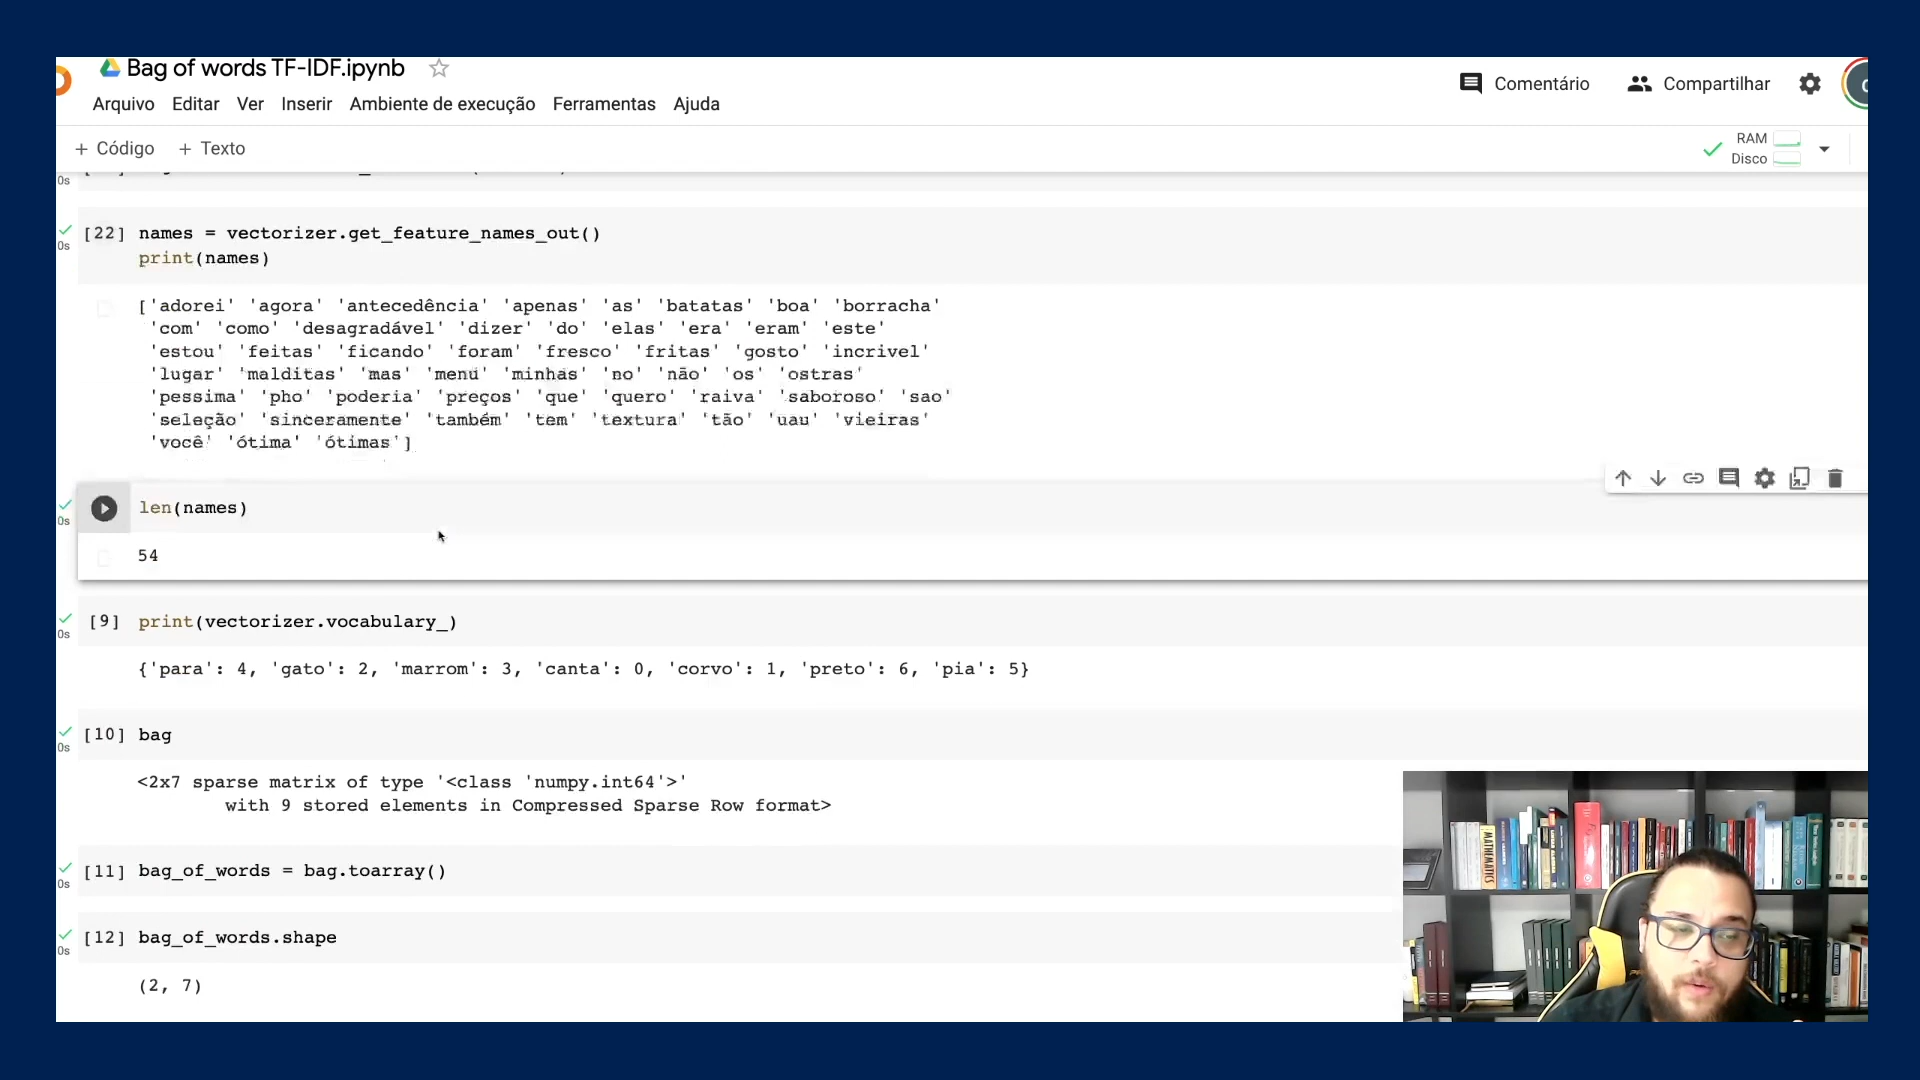 Bag of words TF-IDF.ipynb
Comentário
Compartilhar
Arquivo Editar Ver Inserir Ambiente de execução Ferramentas Ajuda
+ Código + Texto
RAM
Disco
0s
[22] names = vectorizer.get_feature_names_out()
0s
print(names)
['adorei' 'agora' 'antecedência' 'apenas' 'as' 'batatas' 'boa' 'borracha'
'com' 'como' 'desagradável' 'dizer' 'do' 'elas' 'era' 'eram' 'este'
'estou' 'feitas' 'ficando' 'foram' 'fresco' 'fritas' 'gosto' 'incrivel'
'lugar' 'malditas' 'mas' 'menu' 'minhas' 'no' 'não' 'os' 'ostras'
'pessima' 'pho' 'poderia' 'preços' 'que' 'quero' 'raiva' 'saboroso' 'sao'
'seleção' 'sinceramente' 'também' 'tem' 'textura' 'tão' 'uau' 'vieiras'
'você' 'ótima' 'ótimas']
len(names)
0s
54
[9] print(vectorizer.vocabulary_)
0s
{'para': 4, 'gato': 2, 'marrom': 3, 'canta': 0, 'corvo': 1, 'preto': 6, 'pia': 5}
[10] bag
0s
<2x7 sparse matrix of type '<class 'numpy.int64'>'
with 9 stored elements in Compressed Sparse Row format>
[11] bag_of_words = bag.toarray()
0s
[12] bag_of_words.shape
0s
(2, 7)
MATHEMATICS